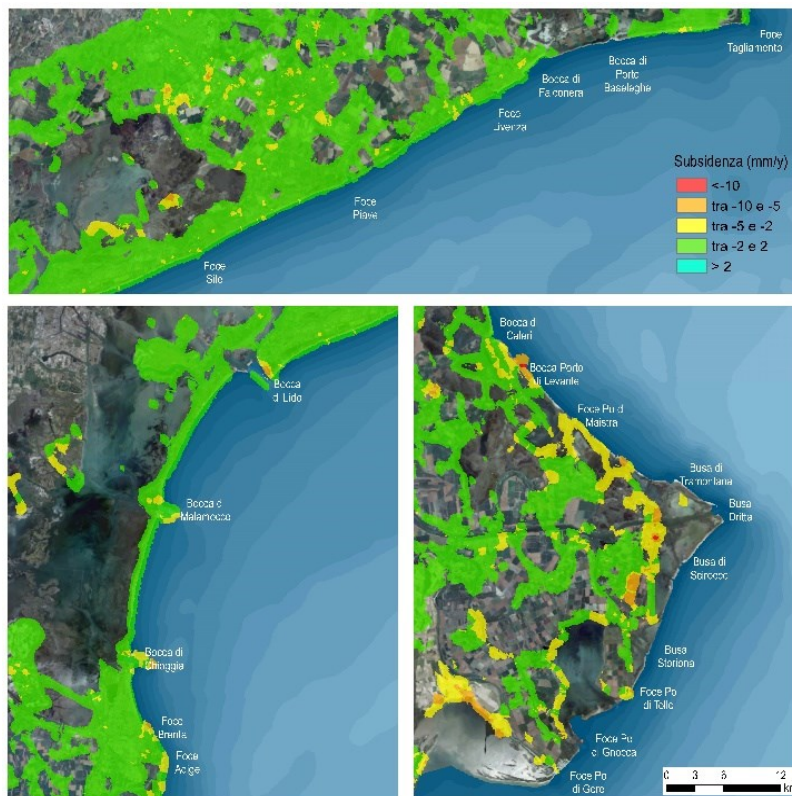 Foce
Tagliamento
Bocca di
Porto
Baseleghe
Bocca di
Falconera
Foce
Livenza
Foce
Piave
Foce
Sile
Subsidenza (mm/y)
<-10
tra -10 e -5
tra -5 e -2
tra -2 e 2
> 2
Bocca
di Lido
Bocca di
Malamocco
Bocca di
Chioggia
Foce
Brenta
Foce
Adige
Bocca di
Caleri
Bocca Porto
di Levante
Foce Po di
Maistra
Busa di
Tramontana
Busa
Dritta
Busa di
Scirocco
Busa
Storiona
Foce Po
di Tolle
Foce Po
di Gnocca
Foce Po
di Goro
0 3 6 12
km